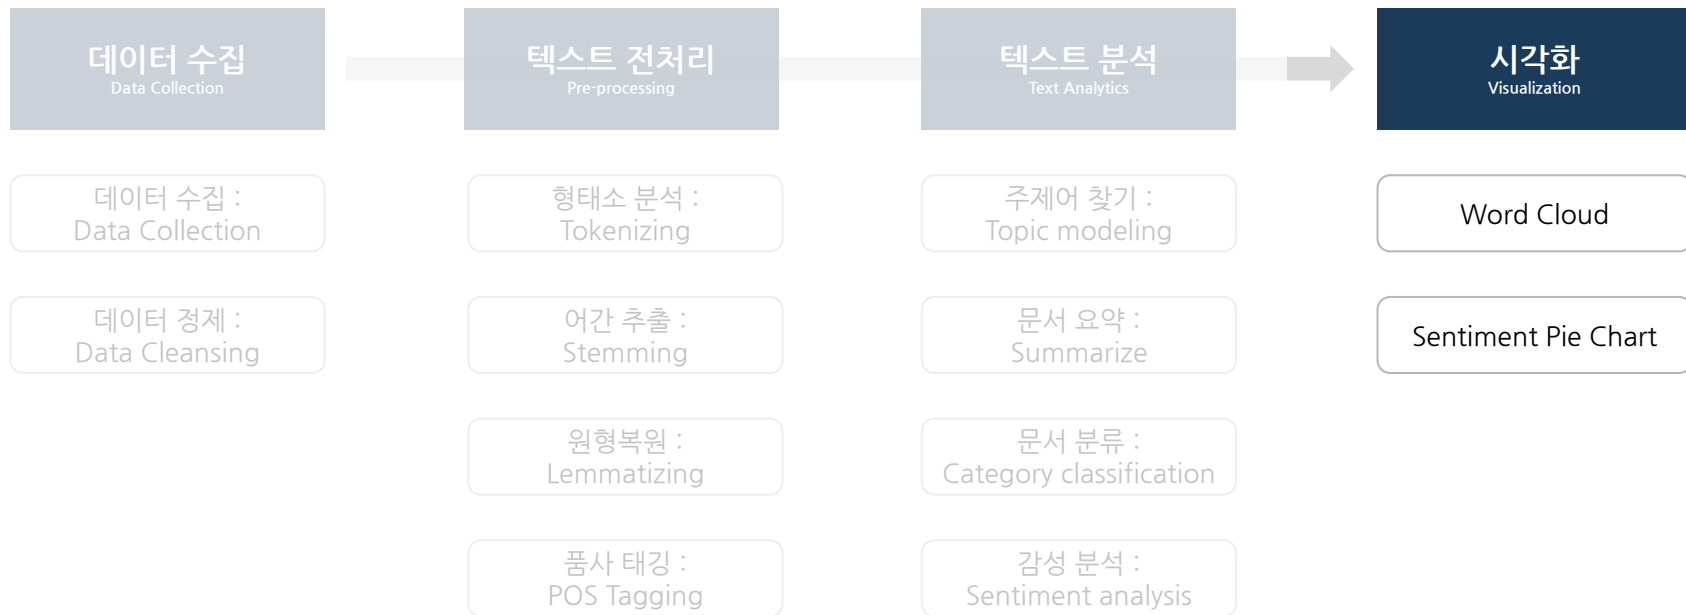 데이터 수집
Data Collection
텍스트 전처리
Pre-processing
텍스트 분석
Text Analytics
시각화
Visualization
데이터 수집 :
Data Collection
데이터 정제 :
Data Cleansing
형태소 분석 :
Tokenizing
어간 추출 :
Stemming
원형복원 :
Lemmatizing
품사 태깅 :
POS Tagging
주제어 찾기 :
Topic modeling
문서 요약 :
Summarize
문서 분류 :
Category classification
감성 분석 :
Sentiment analysis
Word Cloud
Sentiment Pie Chart